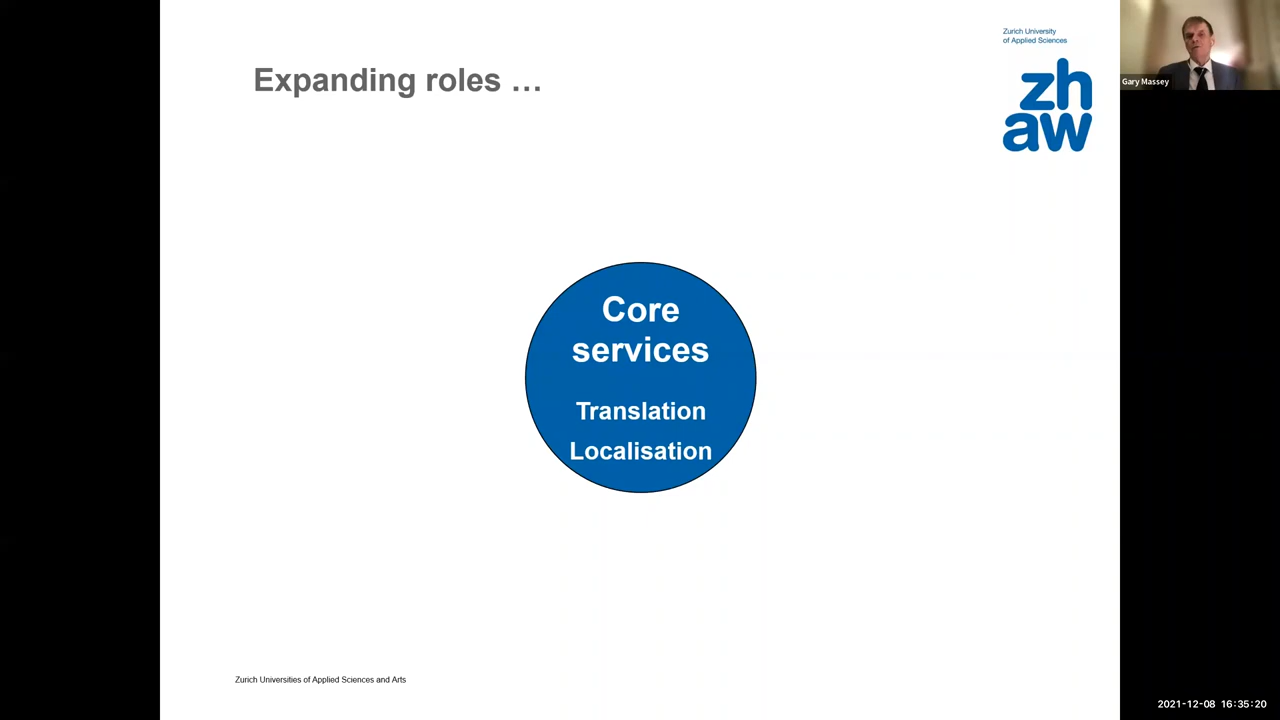 Expanding roles …
Zurich University
of Applied Sciences
zh
aw
Gary Massey
Core
services
Translation
Localisation
Zurich Universities of Applied Sciences and Arts
2021-12-08 16:35:20